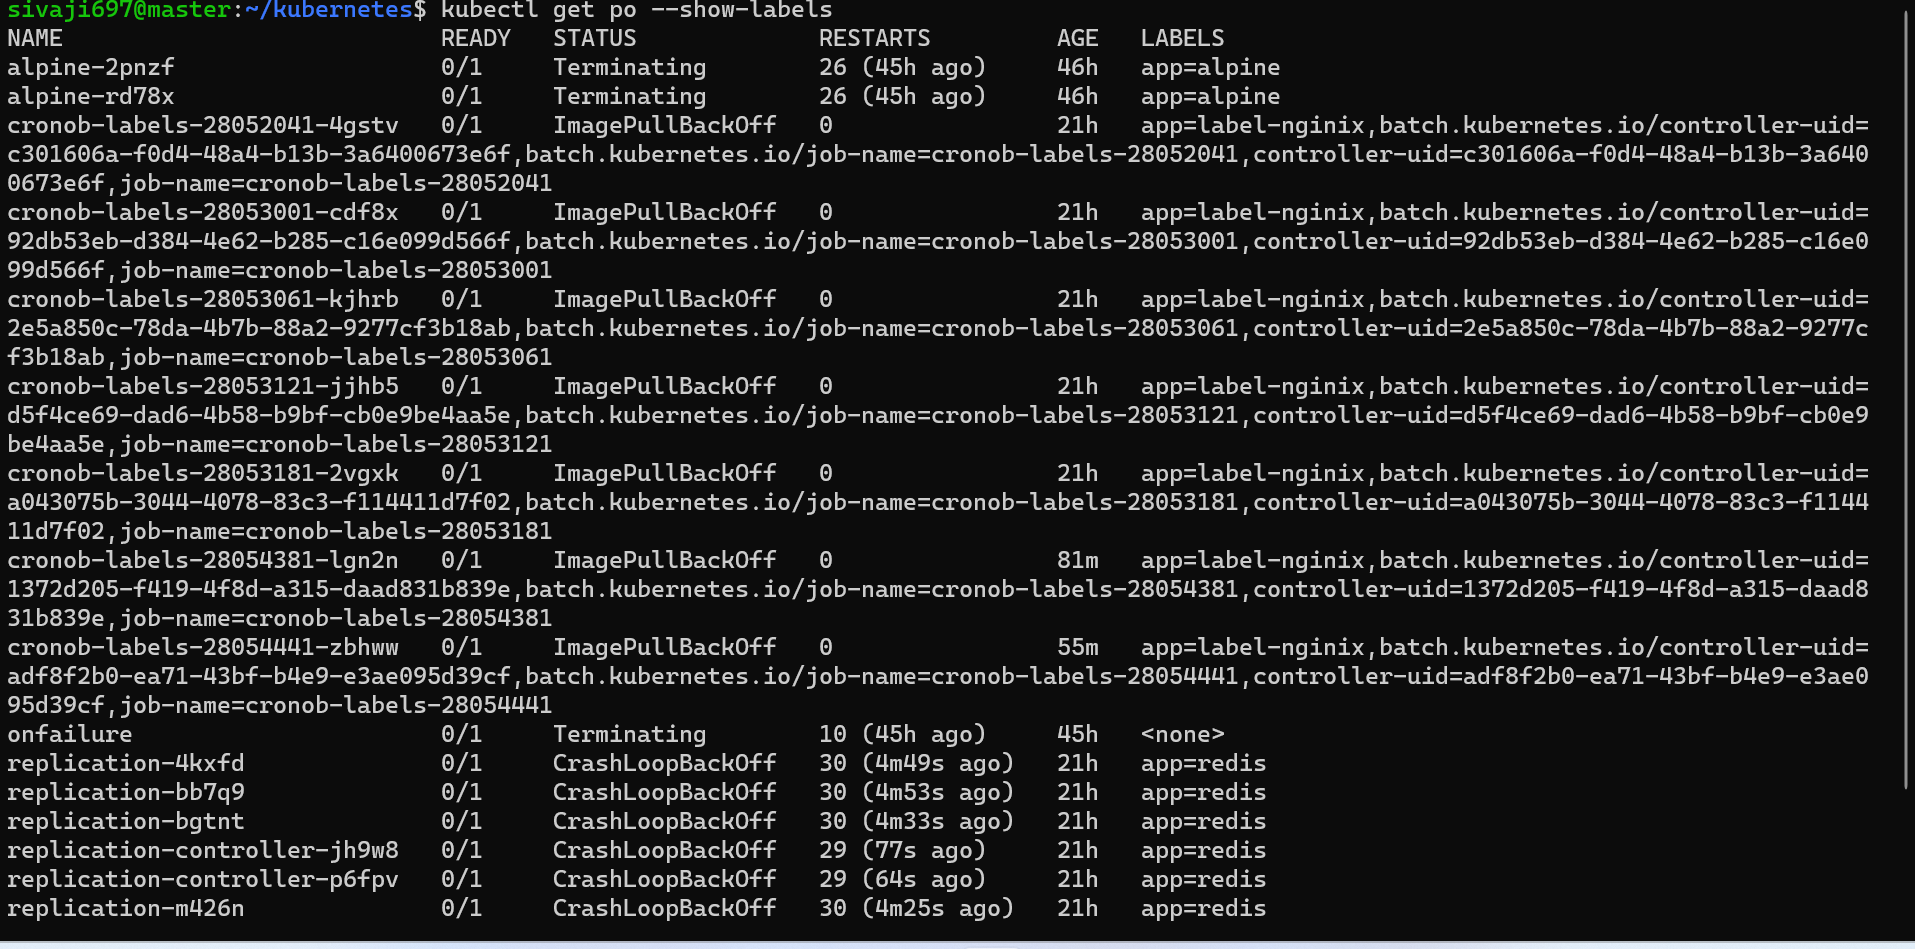 sivaji697@master:~/kubernetes$ kubectl get po --show-labels
NAME                           READY   STATUS             RESTARTS         AGE   LABELS
alpine-2pnzf                   0/1     Terminating        26 (45h ago)     46h   app=alpine
alpine-rd78x                   0/1     Terminating        26 (45h ago)     46h   app=alpine
cronob-labels-28052041-4gstv   0/1     ImagePullBackOff   0                21h   app=label-nginix,batch.kubernetes.io/controller-uid=
c301606a-f0d4-48a4-b13b-3a6400673e6f,batch.kubernetes.io/job-name=cronob-labels-28052041,controller-uid=c301606a-f0d4-48a4-b13b-3a640
0673e6f,job-name=cronob-labels-28052041
cronob-labels-28053001-cdf8x   0/1     ImagePullBackOff   0                21h   app=label-nginix,batch.kubernetes.io/controller-uid=
92db53eb-d384-4e62-b285-c16e099d566f,batch.kubernetes.io/job-name=cronob-labels-28053001,controller-uid=92db53eb-d384-4e62-b285-c16e0
99d566f,job-name=cronob-labels-28053001
cronob-labels-28053061-kjhrb   0/1     ImagePullBackOff   0                21h   app=label-nginix,batch.kubernetes.io/controller-uid=
2e5a850c-78da-4b7b-88a2-9277cf3b18ab,batch.kubernetes.io/job-name=cronob-labels-28053061,controller-uid=2e5a850c-78da-4b7b-88a2-9277c
f3b18ab,job-name=cronob-labels-28053061
cronob-labels-28053121-jjhb5   0/1     ImagePullBackOff   0                21h   app=label-nginix,batch.kubernetes.io/controller-uid=
d5f4ce69-dad6-4b58-b9bf-cb0e9be4aa5e,batch.kubernetes.io/job-name=cronob-labels-28053121,controller-uid=d5f4ce69-dad6-4b58-b9bf-cb0e9
be4aa5e,job-name=cronob-labels-28053121
cronob-labels-28053181-2vgxk   0/1     ImagePullBackOff   0                21h   app=label-nginix,batch.kubernetes.io/controller-uid=
a043075b-3044-4078-83c3-f114411d7f02,batch.kubernetes.io/job-name=cronob-labels-28053181,controller-uid=a043075b-3044-4078-83c3-f1144
11d7f02,job-name=cronob-labels-28053181
cronob-labels-28054381-lgn2n   0/1     ImagePullBackOff   0                81m   app=label-nginix,batch.kubernetes.io/controller-uid=
1372d205-f419-4f8d-a315-daad831b839e,batch.kubernetes.io/job-name=cronob-labels-28054381,controller-uid=1372d205-f419-4f8d-a315-daad8
31b839e,job-name=cronob-labels-28054381
cronob-labels-28054441-zbhww   0/1     ImagePullBackOff   0                55m   app=label-nginix,batch.kubernetes.io/controller-uid=
adf8f2b0-ea71-43bf-b4e9-e3ae095d39cf,batch.kubernetes.io/job-name=cronob-labels-28054441,controller-uid=adf8f2b0-ea71-43bf-b4e9-e3ae0
95d39cf,job-name=cronob-labels-28054441
onfailure                      0/1     Terminating        10 (45h ago)     45h   <none>
replication-4kxfd              0/1     CrashLoopBackOff   30 (4m49s ago)   21h   app=redis
replication-bb7q9              0/1     CrashLoopBackOff   30 (4m53s ago)   21h   app=redis
replication-bgtnt              0/1     CrashLoopBackOff   30 (4m33s ago)   21h   app=redis
replication-controller-jh9w8   0/1     CrashLoopBackOff   29 (77s ago)     21h   app=redis
replication-controller-p6fpv   0/1     CrashLoopBackOff   29 (64s ago)     21h   app=redis
replication-m426n              0/1     CrashLoopBackOff   30 (4m25s ago)   21h   app=redis